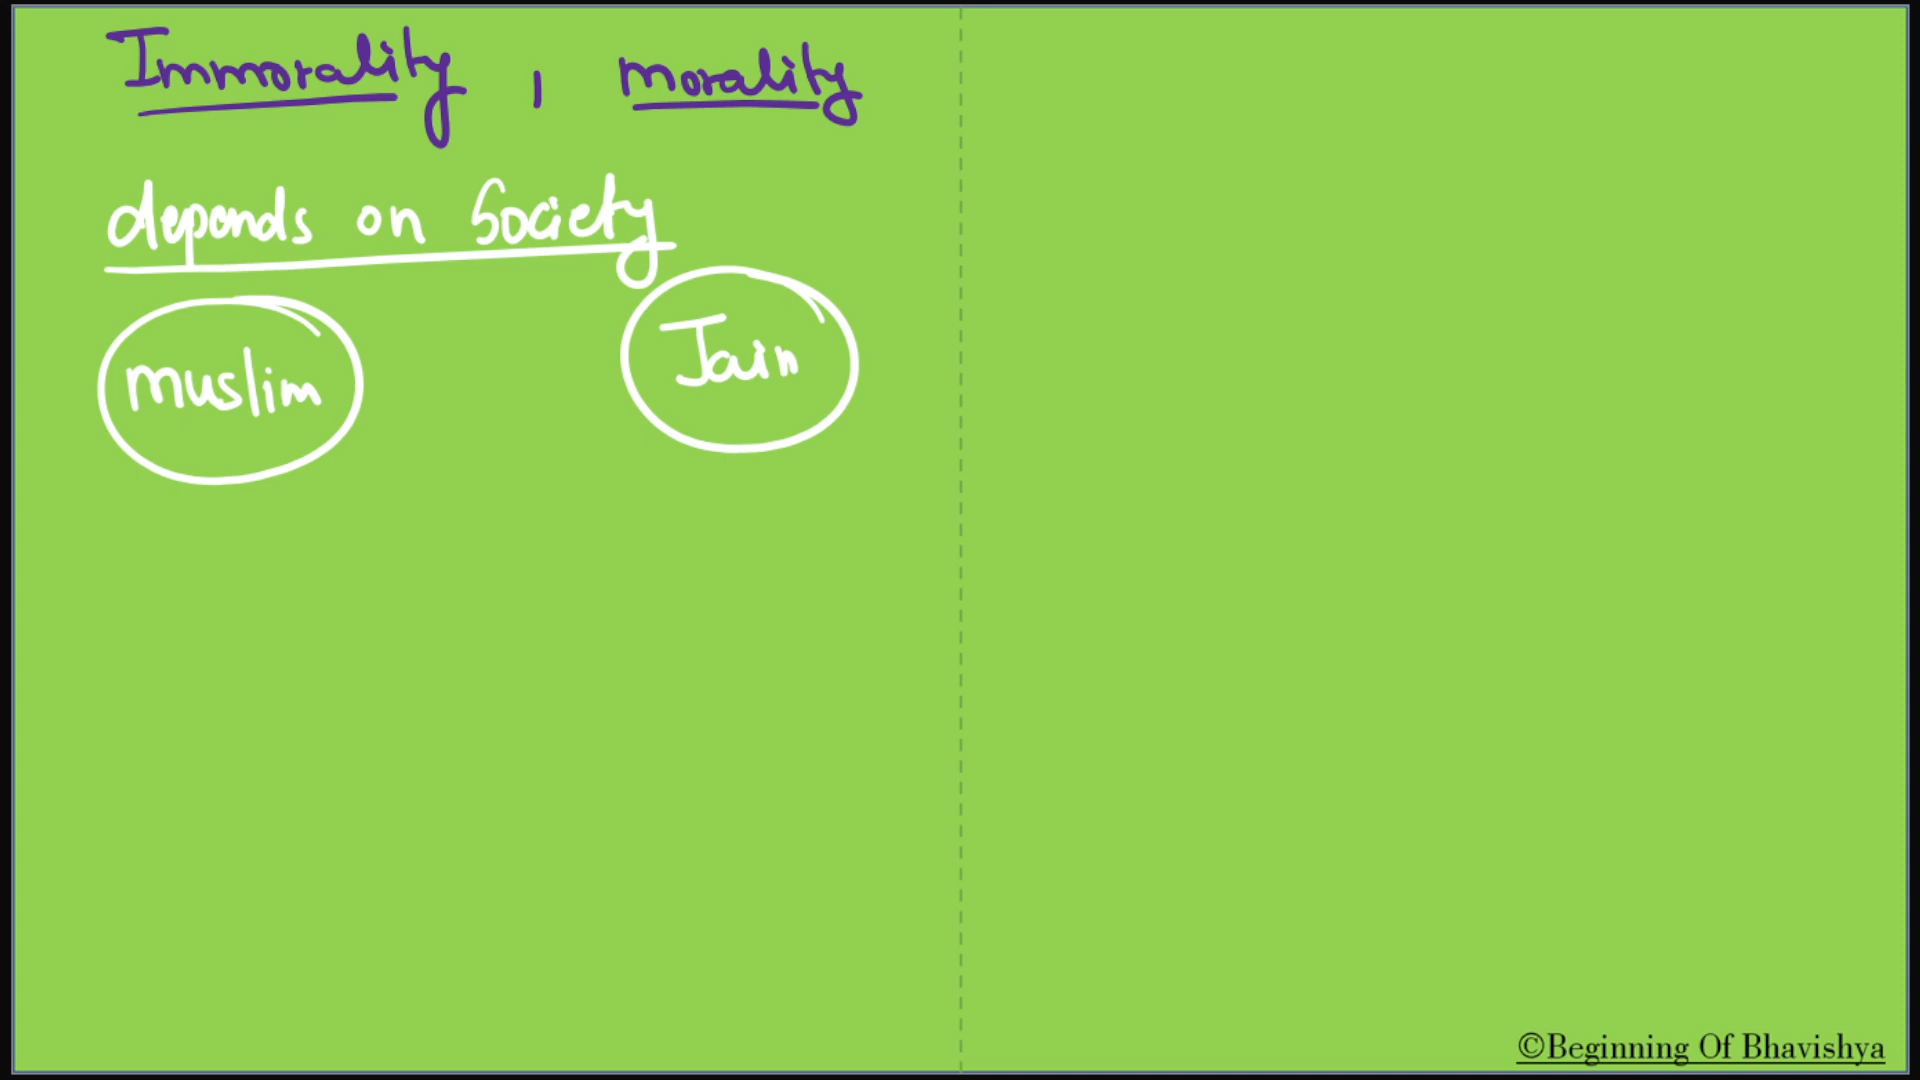 Immorality , morality
depends on Society
muslim Jain
©Beginning Of Bhavishya